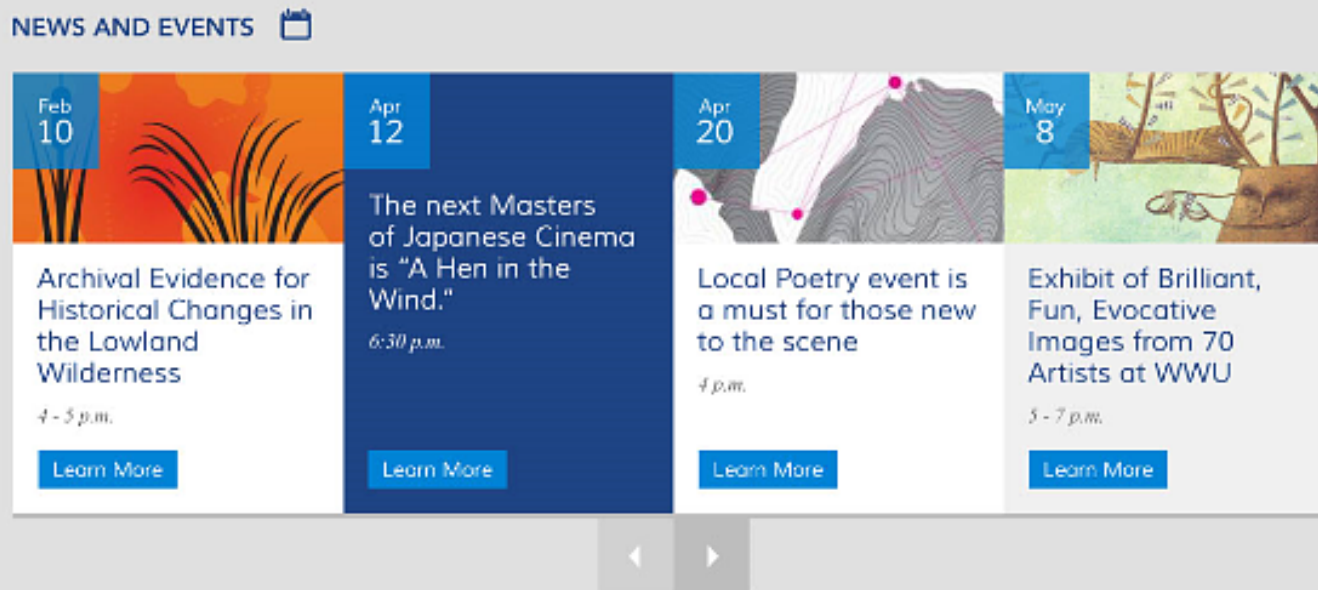 NEWS AND EVENTS
Feb
10
Archival Evidence for
Historical Changes in
the Lowland
Wilderness
4 - 5 p.m.
Learn More
Apr
12
The next Masters
of Japanese Cinema
is “A Hen in the
Wind.”
6:30 p.m.
Learn More
Apr
20
Local Poetry event is
a must for those new
to the scene
4 p.m.
Learn More
May
8
Exhibit of Brilliant,
Fun, Evocative
Images from 70
Artists at WWU
5 - 7 p.m.
Learn More